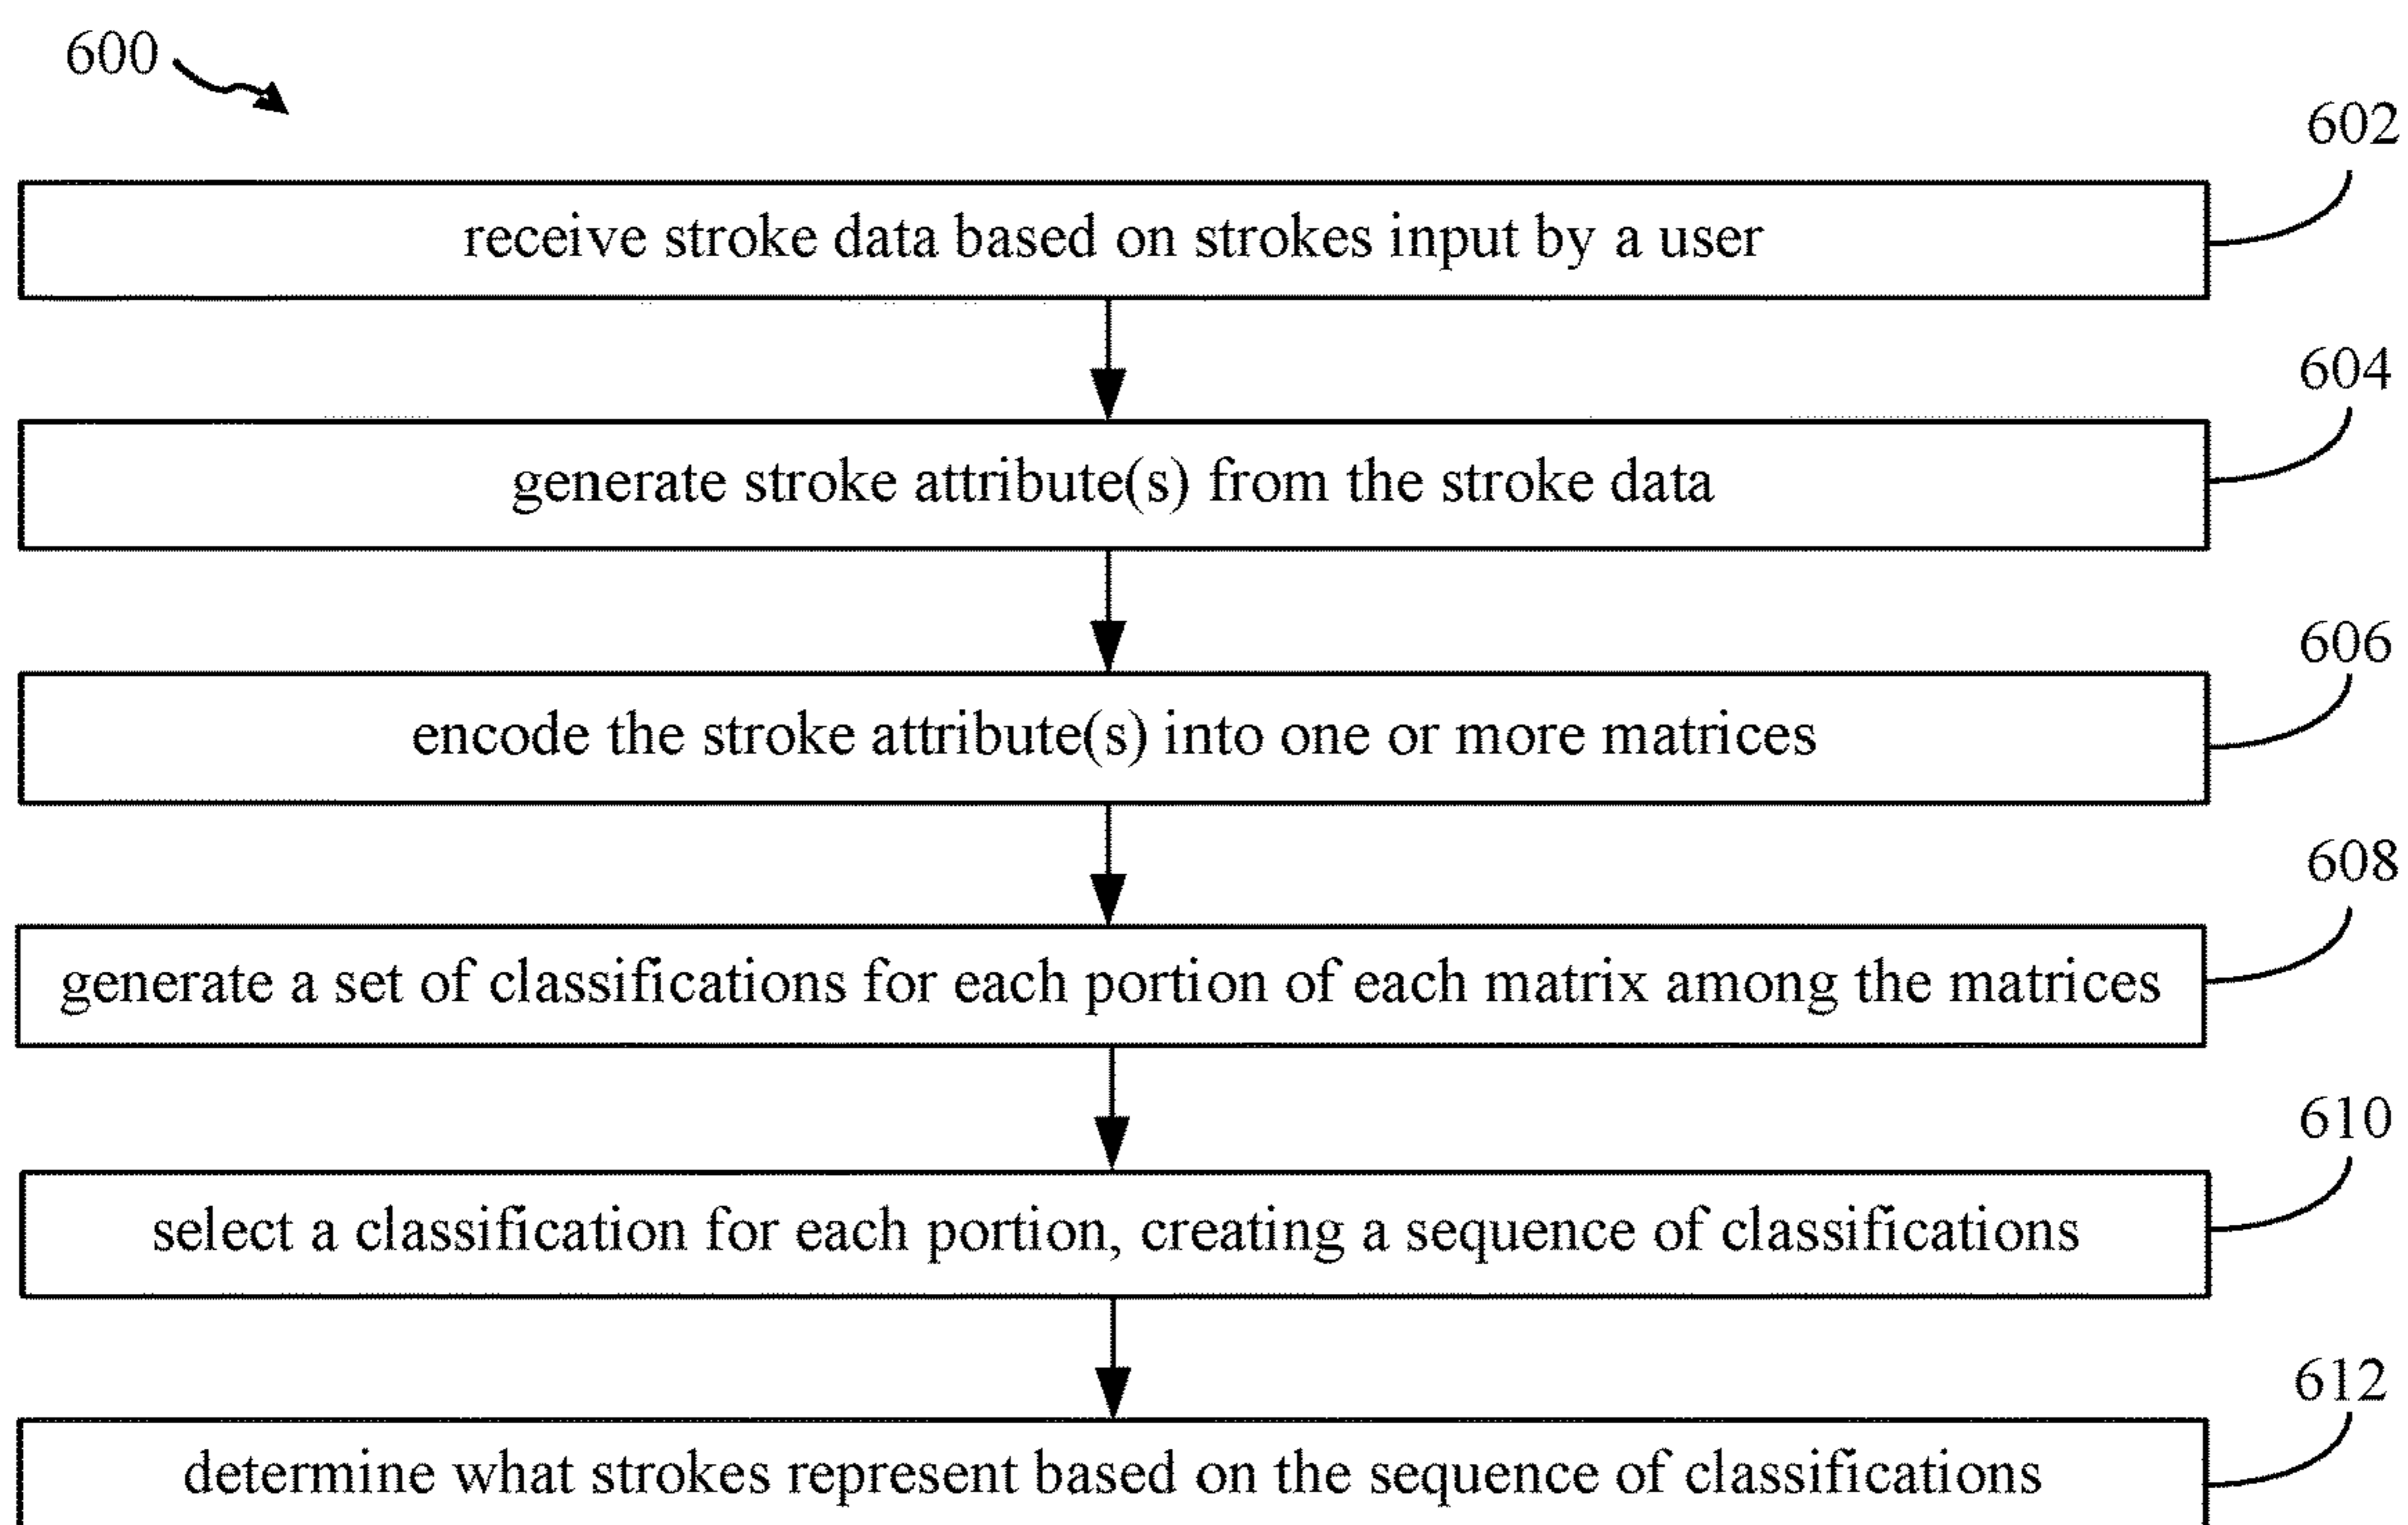 600
602
receive stroke data based on strokes input by a user
604
generate stroke attribute(s) from the stroke data
606
encode the stroke attribute(s) into one or more matrices
608
generate a set of classifications for each portion of each matrix among the matrices
610
select a classification for each portion, creating a sequence of classifications
612
determine what strokes represent based on the sequence of classifications